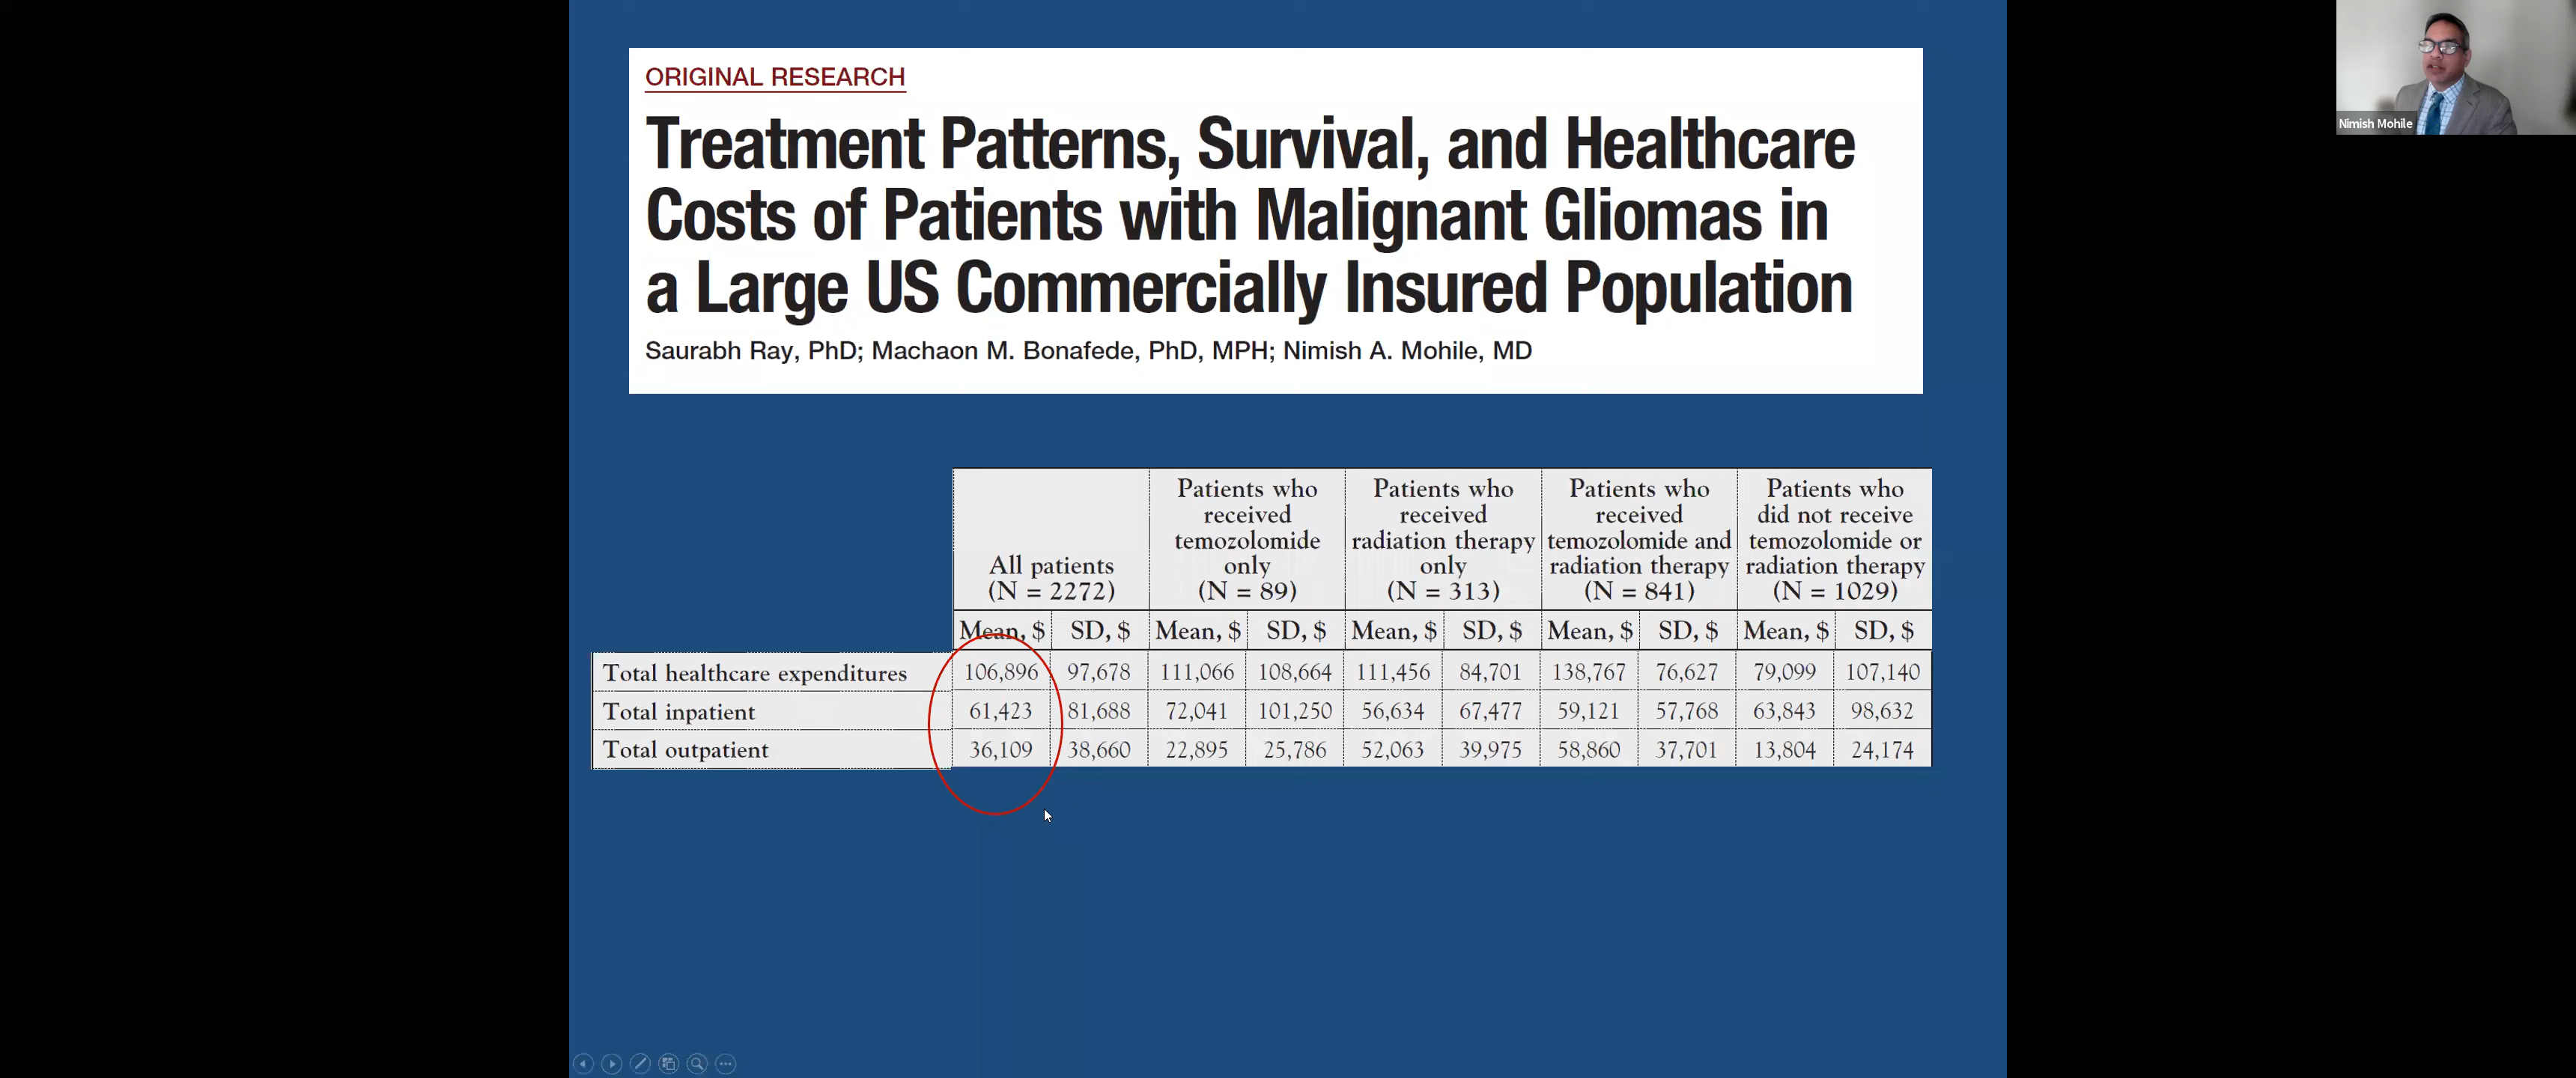 ORIGINAL RESEARCH
Treatment Patterns, Survival, and Healthcare
Costs of Patients with Malignant Gliomas in
a Large US Commercially Insured Population
Saurabh Ray, PhD; Machaon M. Bonafede, PhD, MPH; Nimish A. Mohile, MD
Nimish Mohile
All patients
(N = 2272)
Patients who
received
temozolomide
only
(N = 89)
Patients who
received
radiation therapy
only
(N = 313)
Patients who
received
temozolomide and
radiation therapy
(N = 841)
Patients who
did not receive
temozolomide or
radiation therapy
(N = 1029)
Mean, $ SD, $ Mean, $ SD, $ Mean, $ SD, $ Mean, $ SD, $ Mean, $ SD, $
Total healthcare expenditures 106,896 97,678 111,066 108,664 111,456 84,701 138,767 76,627 79,099 107,140
Total inpatient 61,423 81,688 72,041 101,250 56,634 67,477 59,121 57,768 63,843 98,632
Total outpatient 36,109 38,660 22,895 25,786 52,063 39,975 58,860 37,701 13,804 24,174